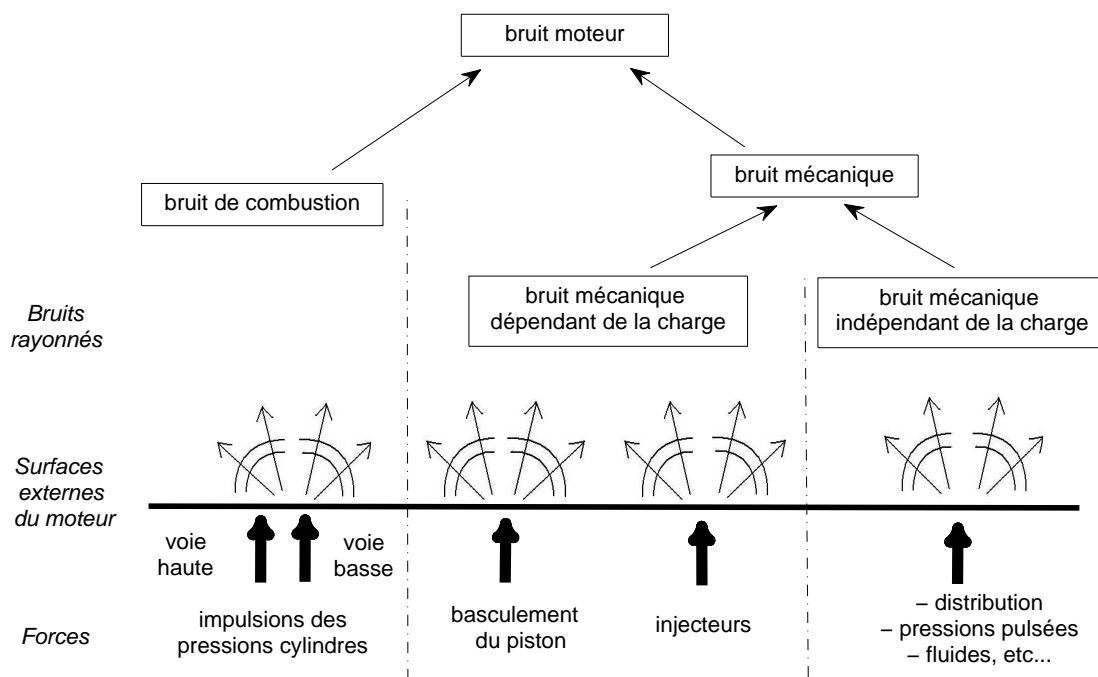 bruit moteur
bruit de combustion
bruit mécanique
Bruits
rayonnés
bruit mécanique
dépendant de la charge
bruit mécanique
indépendant de la charge
Surfaces
externes
du moteur
voie
haute
voie
basse
Forces
impulsions des
pressions cylindres
basculement
du piston
injecteurs
– distribution
– pressions pulsées
– fluides, etc...